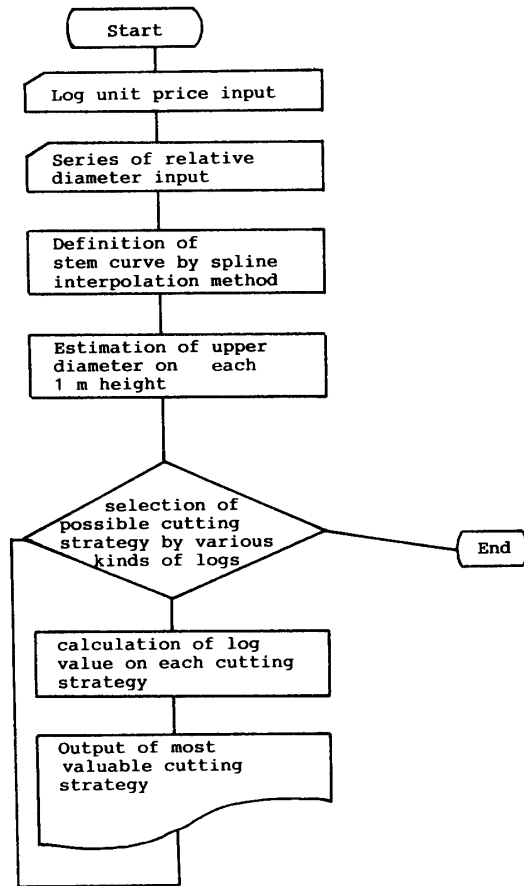 Start
Log unit price input
Series of relative
diameter input
Definition of
stem curve by spline
interpolation method
Estimation of upper
diameter on each
1 m height
selection of
possible cutting
strategy by various
kinds of logs
End
calculation of log
value on each cutting
strategy
Output of most
valuable cutting
strategy